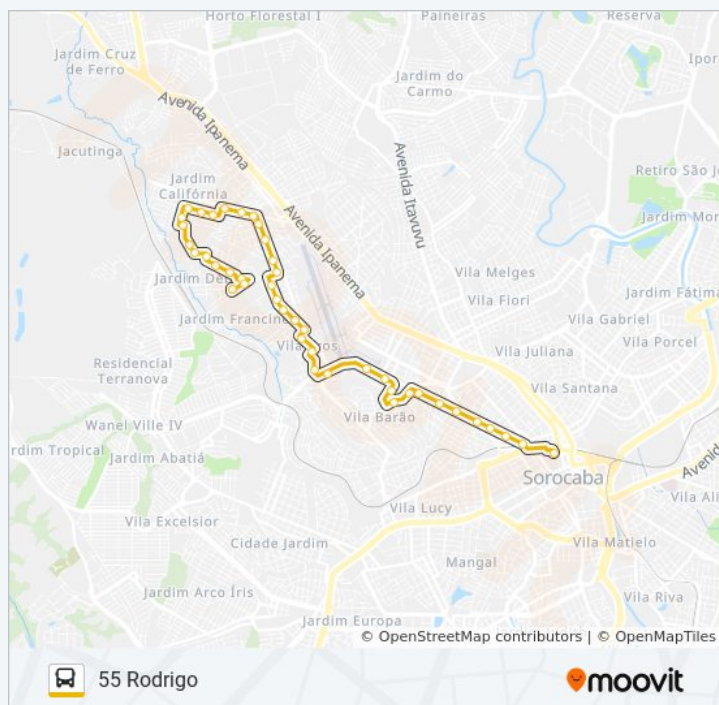 Horto Florestal I
Paineiras
Reserva
Jardim Cruz
de Ferro
Ipor
Jardim do
Carmo
Avenida Ipanema
Jacutinga
Avenida Itavuvu
Retiro São J
Jardim
Califórnia
Jardim Mor
Avenida Ipanema
Vila Melges
Jardim De
Vila Fiori
Jardim Fátima
Jardim Franci
Vila Gabriel
Vila Porcel
Vila
gos
Vila Juliana
Residencial
Terranova
Vila Santana
Vila Barão
Wanel Ville IV
rdim Tropical
Jardim Abatiá
Avenida
Sorocaba
Vila Ali
Vila Excelsior
Vila Lucy
Cidade Jardim
Vila Matielo
Mangal
Jardim Arco Íris
Vila Riva
Jardim Europa
© OpenStreetMap contributors | © OpenMapTiles
55 Rodrigo
moovit